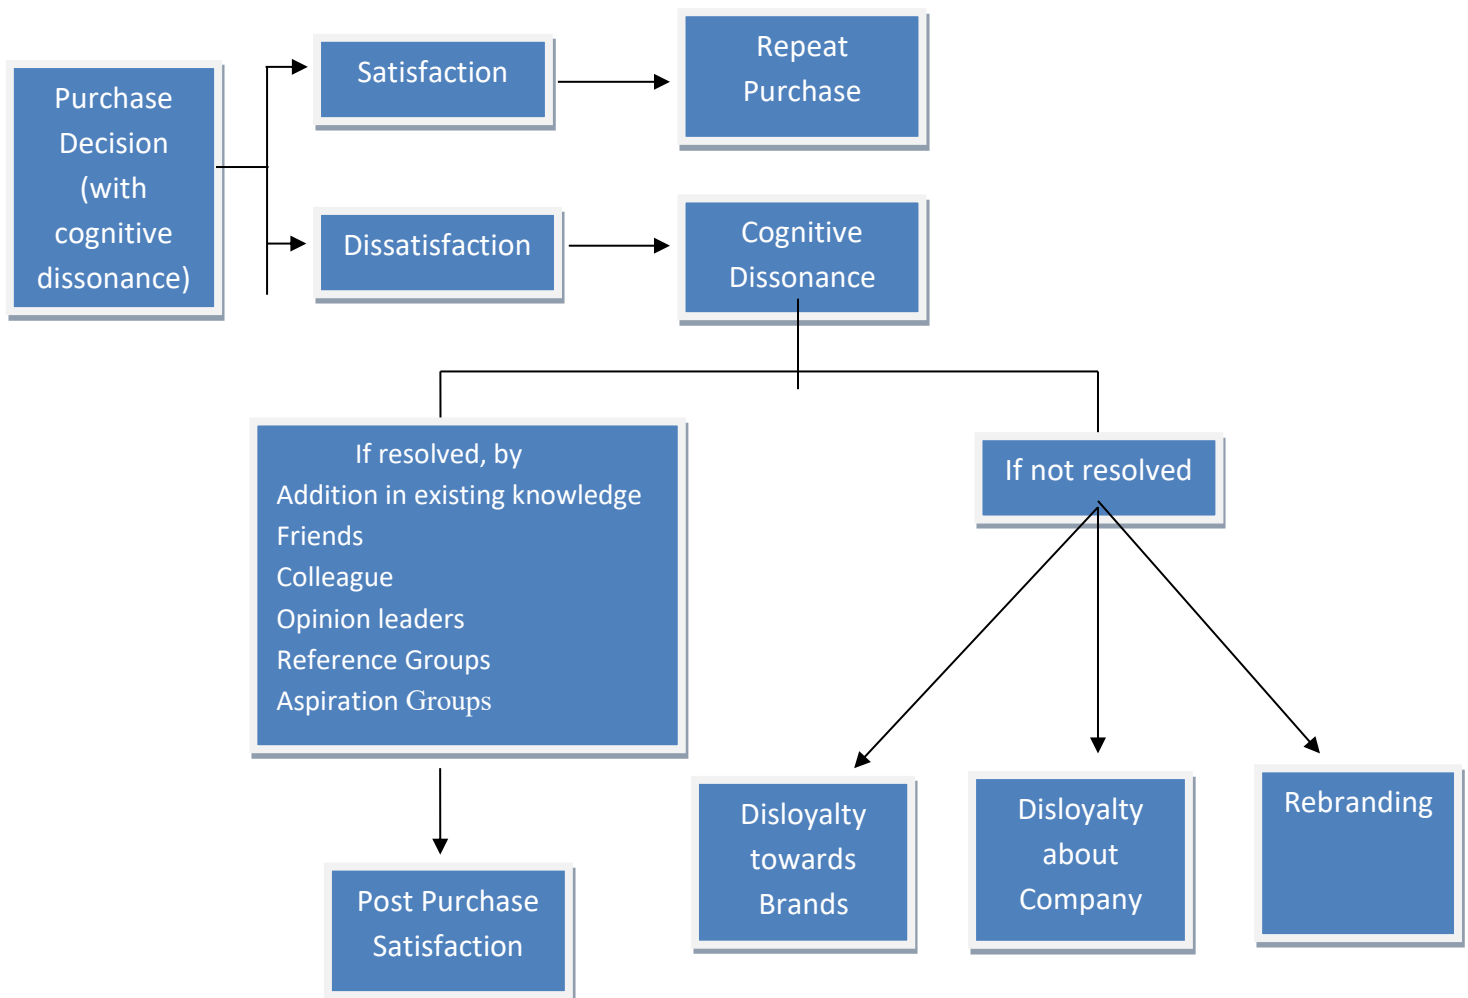 Purchase
Decision
(with
cognitive
dissonance)
Satisfaction
Repeat
Purchase
Dissatisfaction
Cognitive
Dissonance
If resolved, by
Addition in existing knowledge
Friends
Colleague
Opinion leaders
Reference Groups
Aspiration Groups
If not resolved
Post Purchase
Satisfaction
Disloyalty
towards
Brands
Disloyalty
about
Company
Rebranding